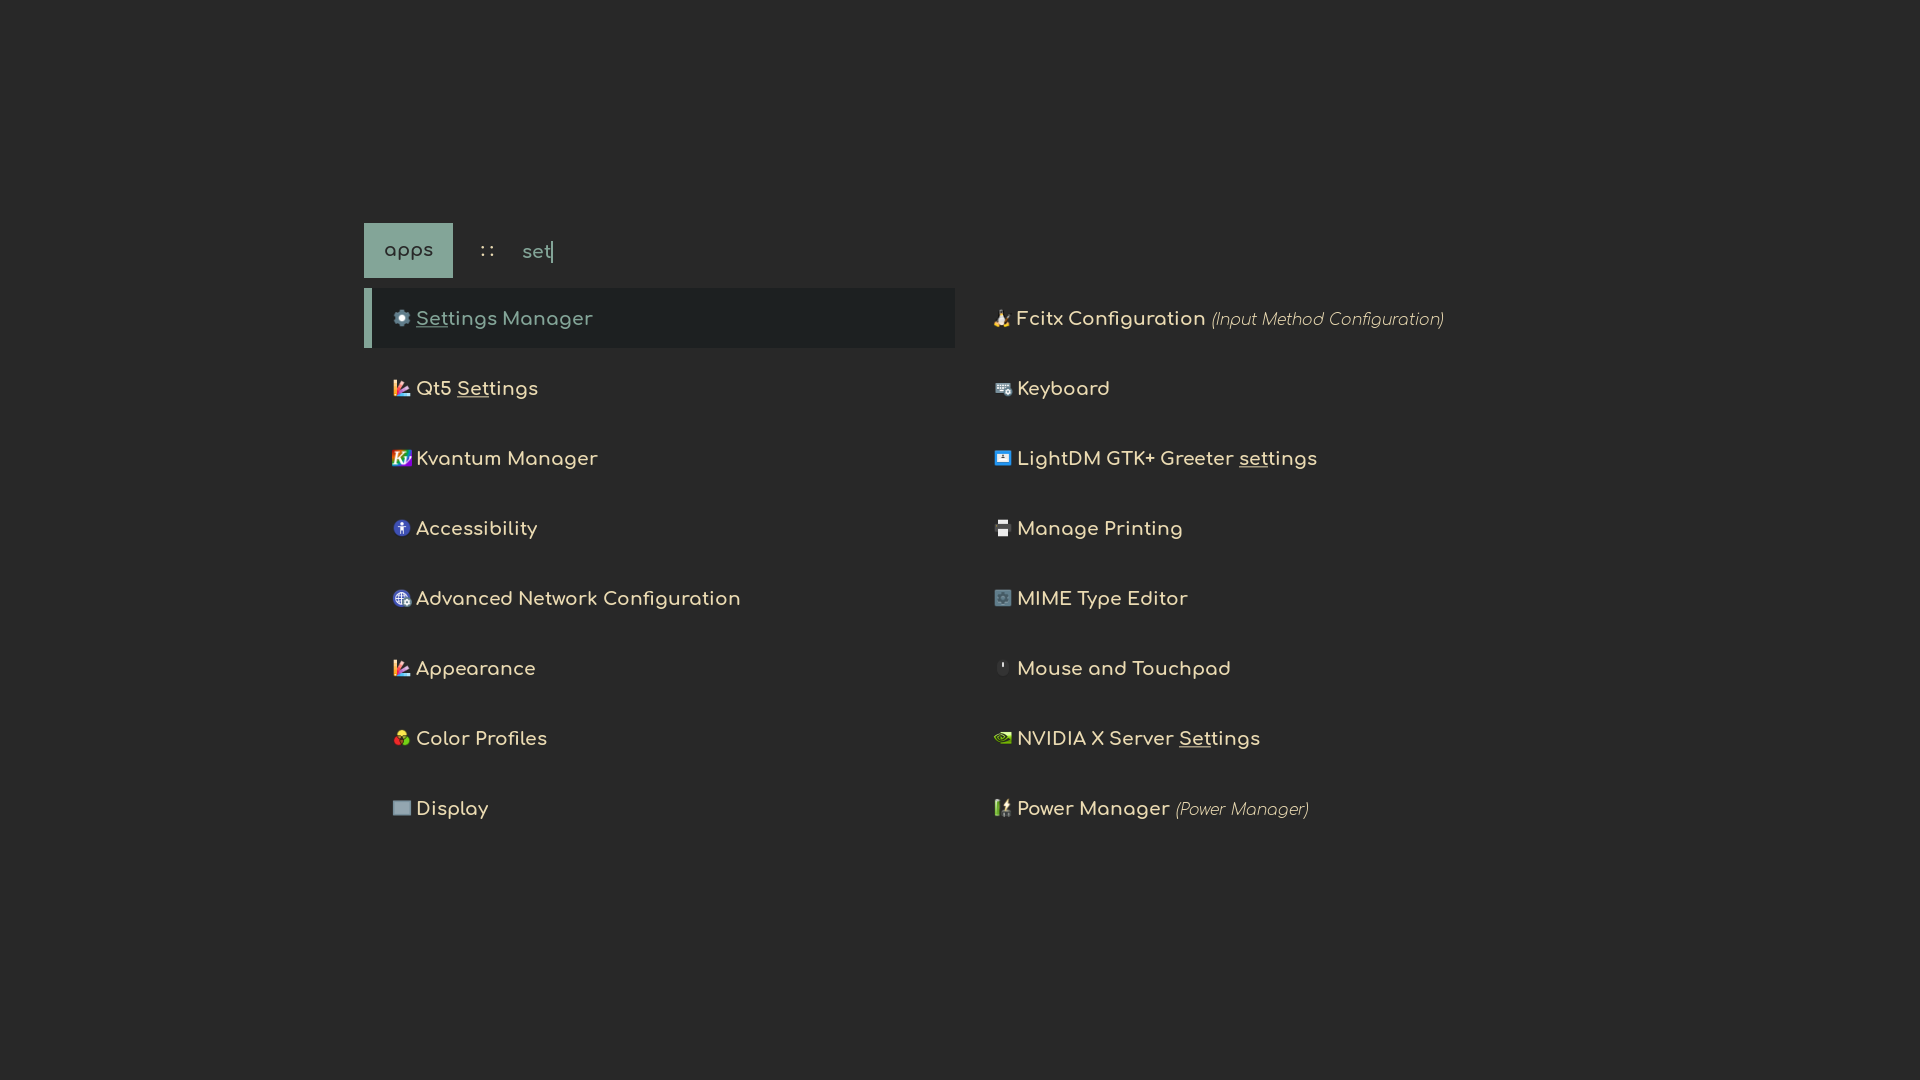 apps :: set
Settings Manager
Qt5 Settings
Kvantum Manager
Accessibility
Advanced Network Configuration
Appearance
Color Profiles
Display
Fcitx Configuration (Input Method Configuration)
Keyboard
LightDM GTK+ Greeter settings
Manage Printing
MIME Type Editor
Mouse and Touchpad
NVIDIA X Server Settings
Power Manager (Power Manager)